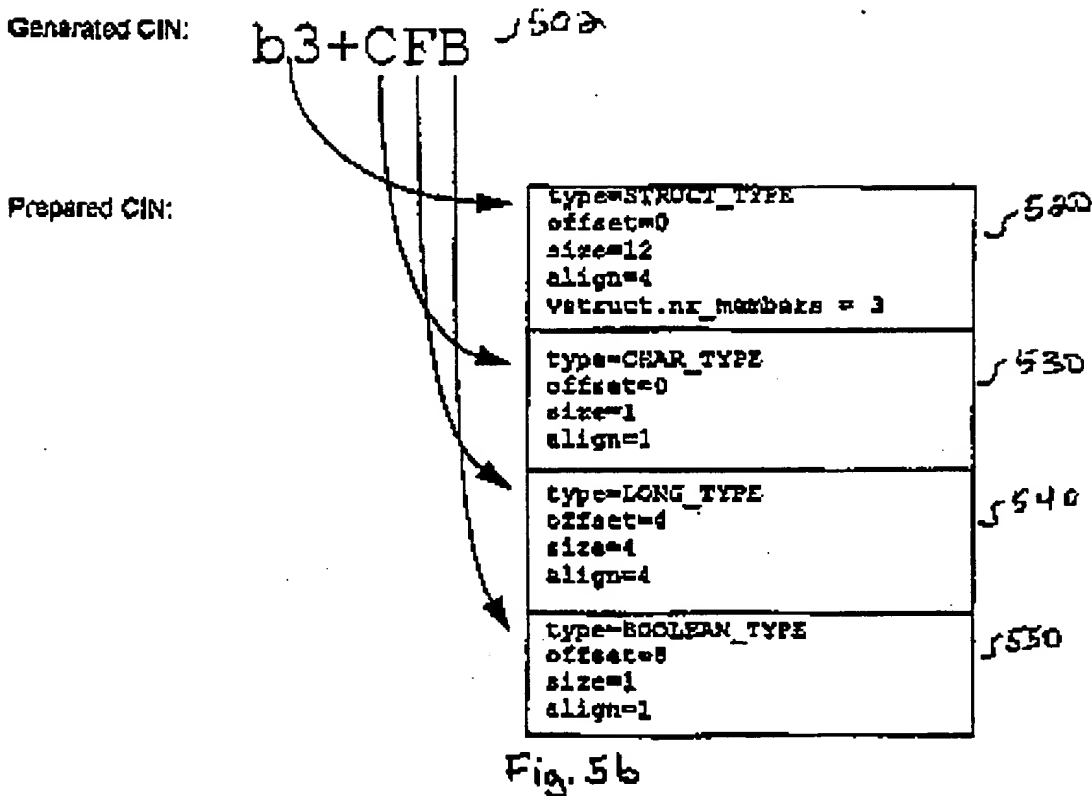 Generated CIN:
b3+CFB
502
Prepared CIN:
type=STRUCT_TYPE
offset=0
size=12
align=4
vstruct.nr_members = 3
520
type=CHAR_TYPE
offset=0
size=1
align=1
530
type=LONG_TYPE
offset=4
size=4
align=4
540
type=BOOLEAN_TYPE
offset=8
size=1
align=1
550
Fig. 5b